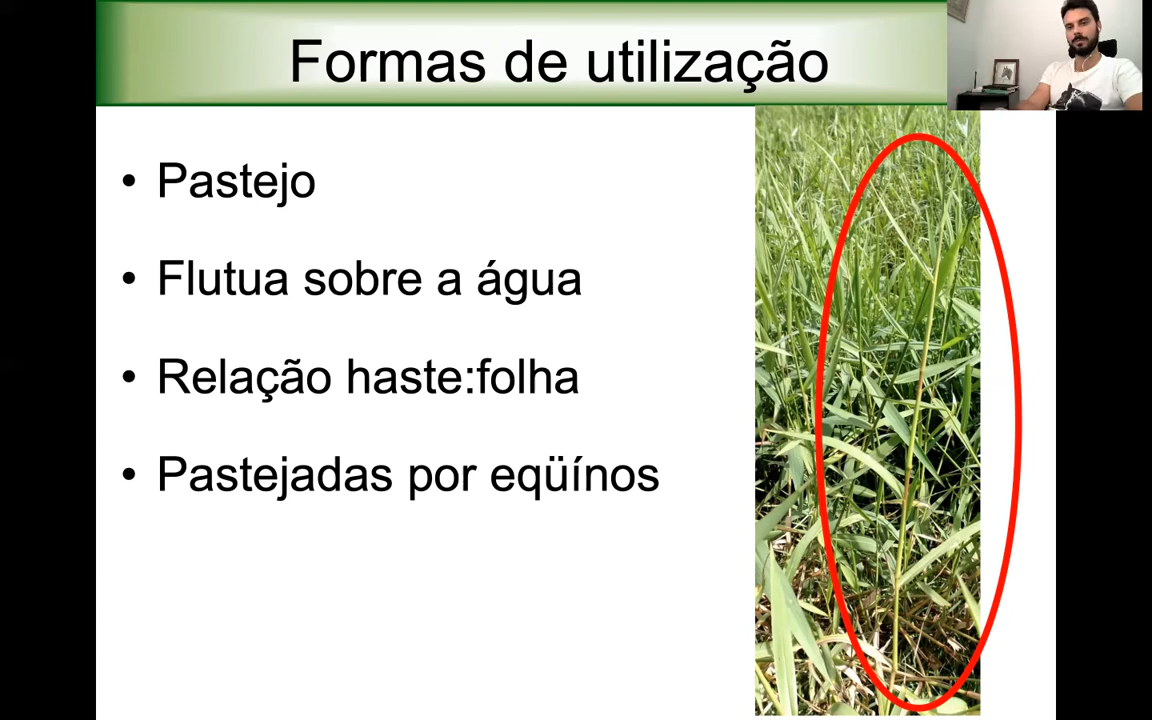 Formas de utilização
• Pastejo
• Flutua sobre a água
• Relação haste:folha
• Pastejadas por eqüínos